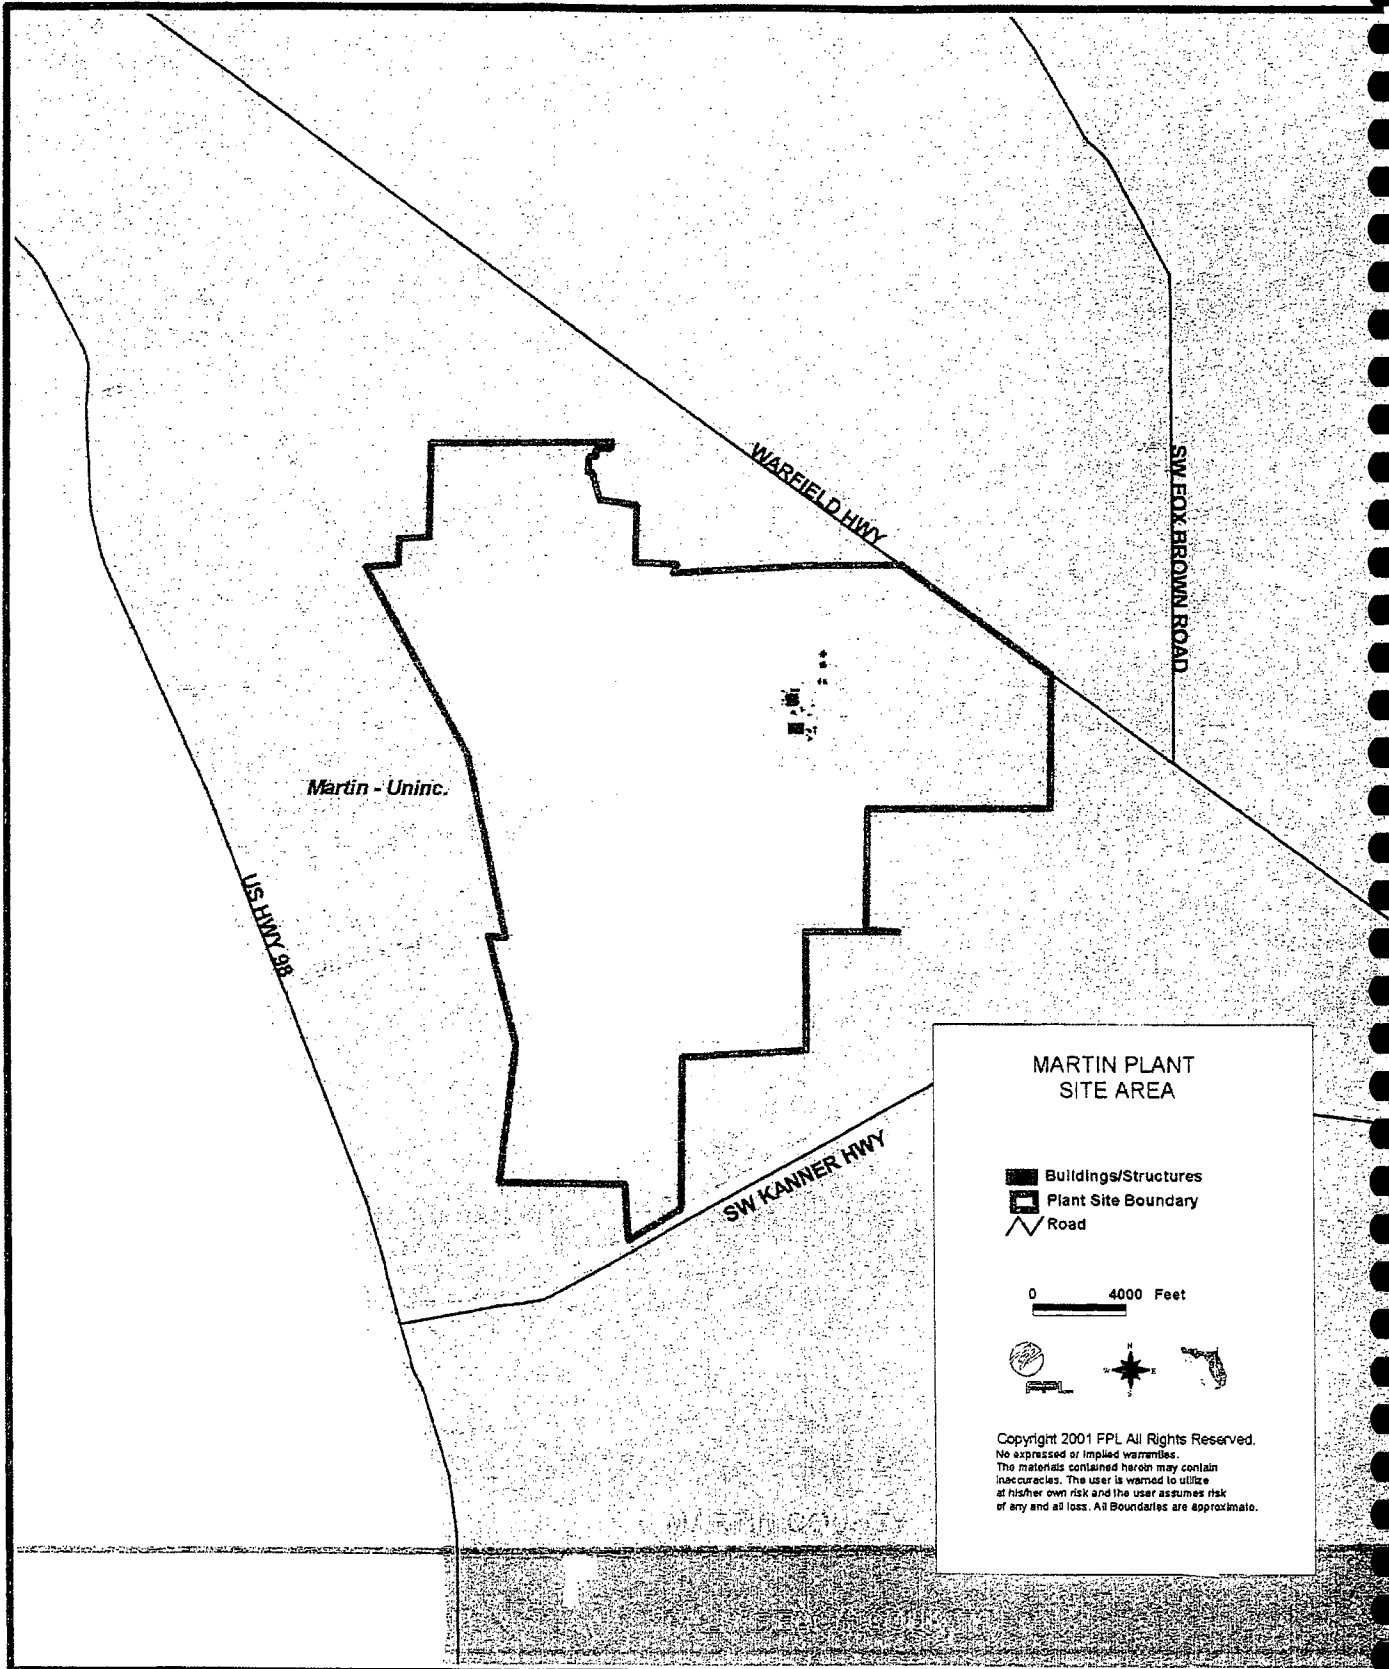 WARFIELD HWY
SW FOX BROWN ROAD
Martin - Uninc.
US HWY 98
SW KANNER HWY
MARTIN PLANT
SITE AREA
Buildings/Structures
Plant Site Boundary
Road
0 4000 Feet
N
W E
S
FPL
Copyright 2001 FPL All Rights Reserved.
No expressed or implied warranties.
The materials contained herein may contain
inaccuracies. The user is warned to utilize
at his/her own risk and the user assumes risk
of any and all loss. All Boundaries are approximate.
MARTIN COUNTY